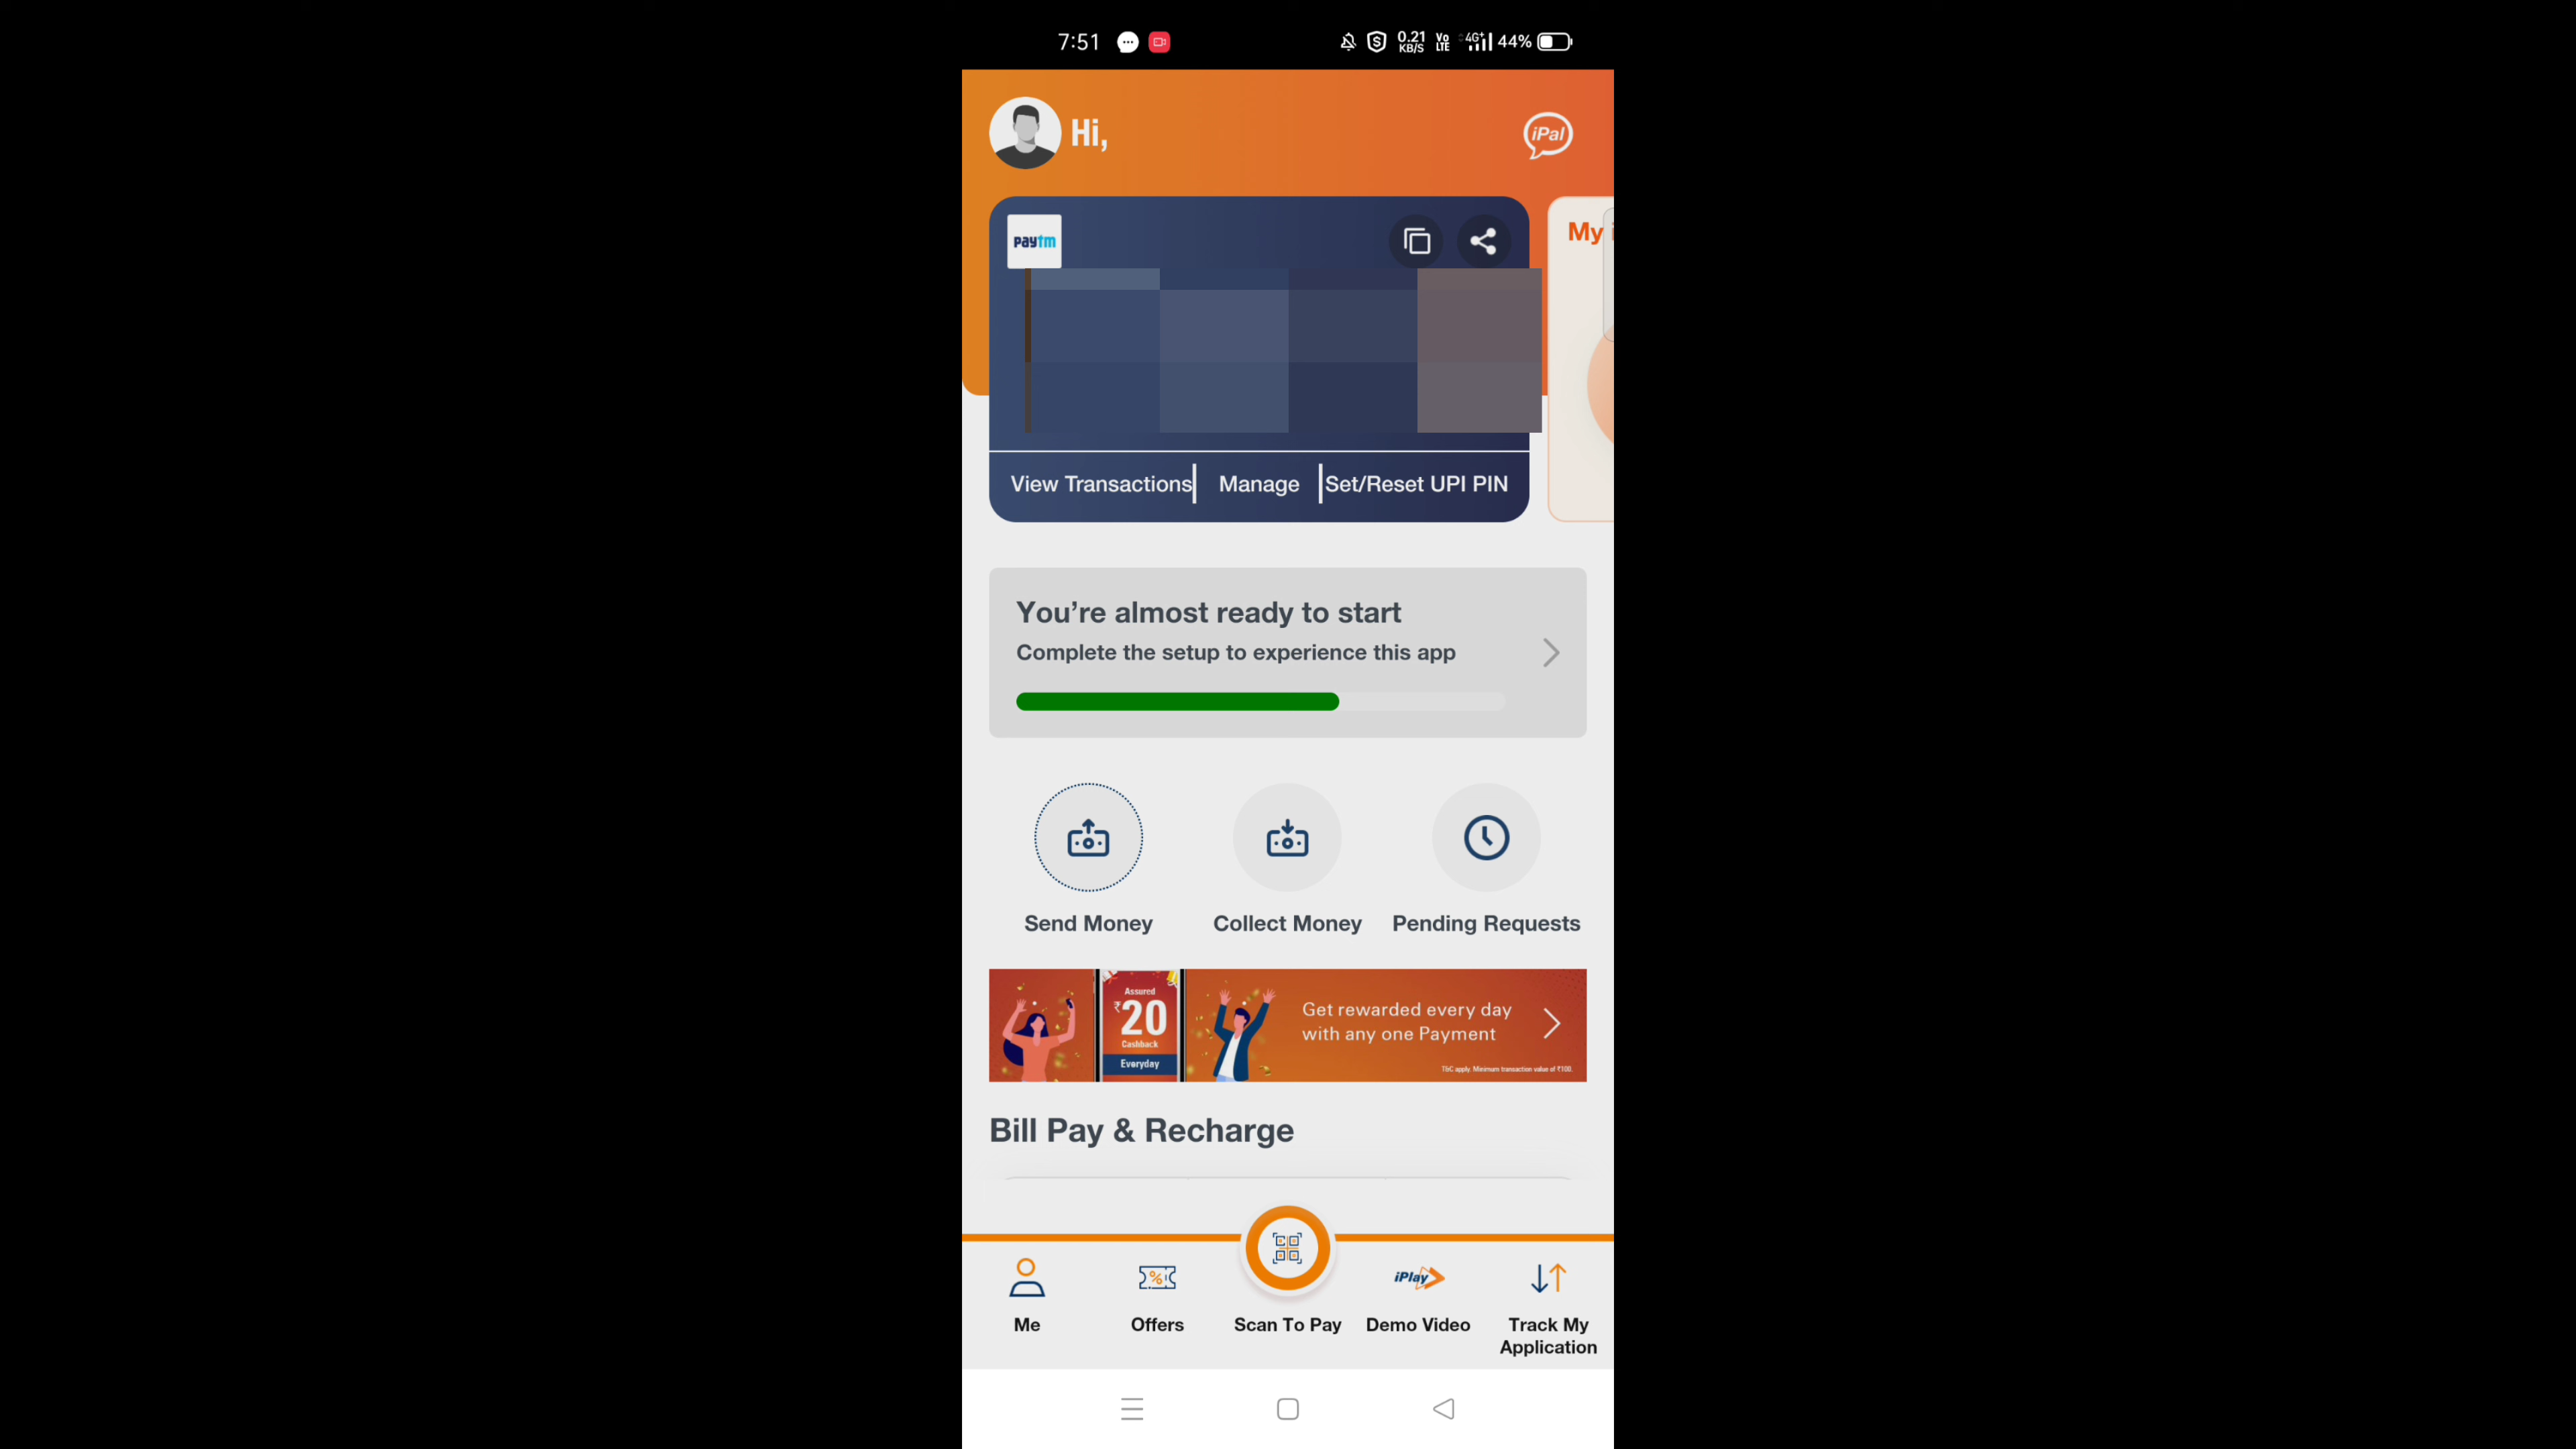 7:51
0.21
KB/S
Vo
LTE
4G+
44%
Hi,
iPal
paytm
My
View Transactions
Manage
Set/Reset UPI PIN
You're almost ready to start
Complete the setup to experience this app
Send Money
Collect Money
Pending Requests
Assured
₹20
Cashback
Everyday
Get rewarded every day
with any one Payment
T&C apply. Minimum transaction value of ₹100.
Bill Pay & Recharge
iPlay
Me
Offers
Scan To Pay
Demo Video
Track My
Application